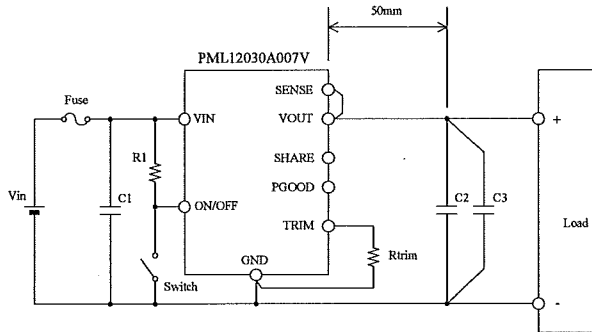 50mm
PML12030A007V
Fuse
VIN
SENSE
VOUT
+
R1
SHARE
Vin
C1
ON/OFF
PGOOD
C2
C3
TRIM
Load
GND
Rtrim
Switch
-